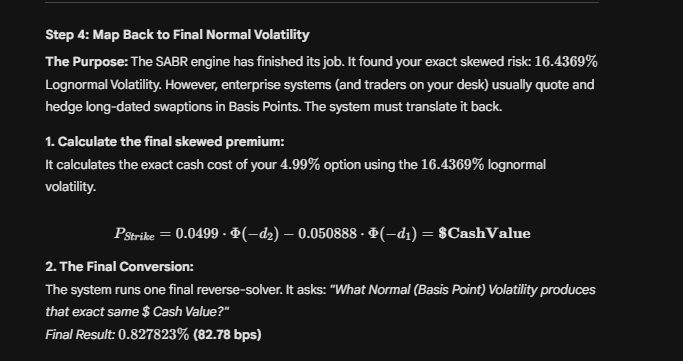 Step 4: Map Back to Final Normal Volatility
The Purpose: The SABR engine has finished its job. It found your exact skewed risk: 16.4369%
Lognormal Volatility. However, enterprise systems (and traders on your desk) usually quote and
hedge long-dated swaptions in Basis Points. The system must translate it back.
1. Calculate the final skewed premium:
It calculates the exact cash cost of your 4.99% option using the 16.4369% lognormal
volatility.
P_Strike = 0.0499 · Φ(−d₂) − 0.050888 · Φ(−d₁) = $CashValue
2. The Final Conversion:
The system runs one final reverse-solver. It asks: "What Normal (Basis Point) Volatility produces
that exact same $ Cash Value?"
Final Result: 0.827823% (82.78 bps)